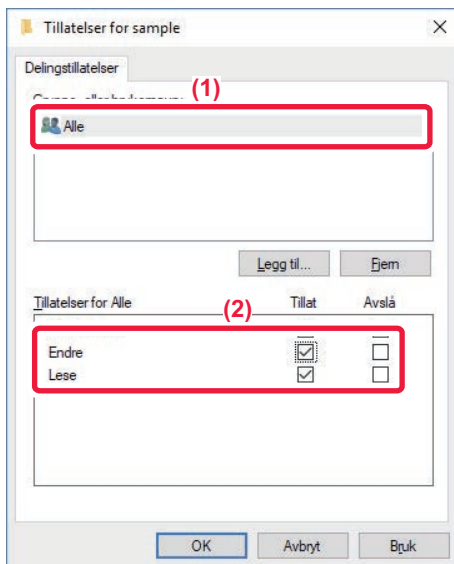 Tillatelser for sample
Delingstillatelser
(1)
Alle
Legg til...
Fjern
Tillatelser for Alle
(2)
Tillat
Avslå
Endre
Lese
OK
Avbryt
Bruk